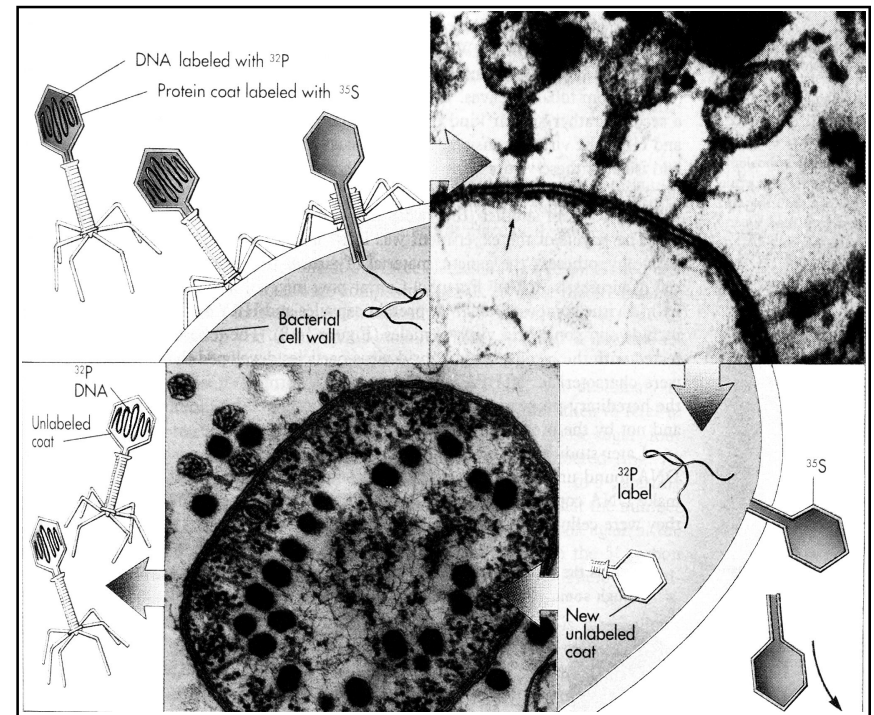 DNA labeled with ³²P
Protein coat labeled with ³⁵S
Bacterial
cell wall
³²P
DNA
Unlabeled
coat
³²P
label
³⁵S
New
unlabeled
coat